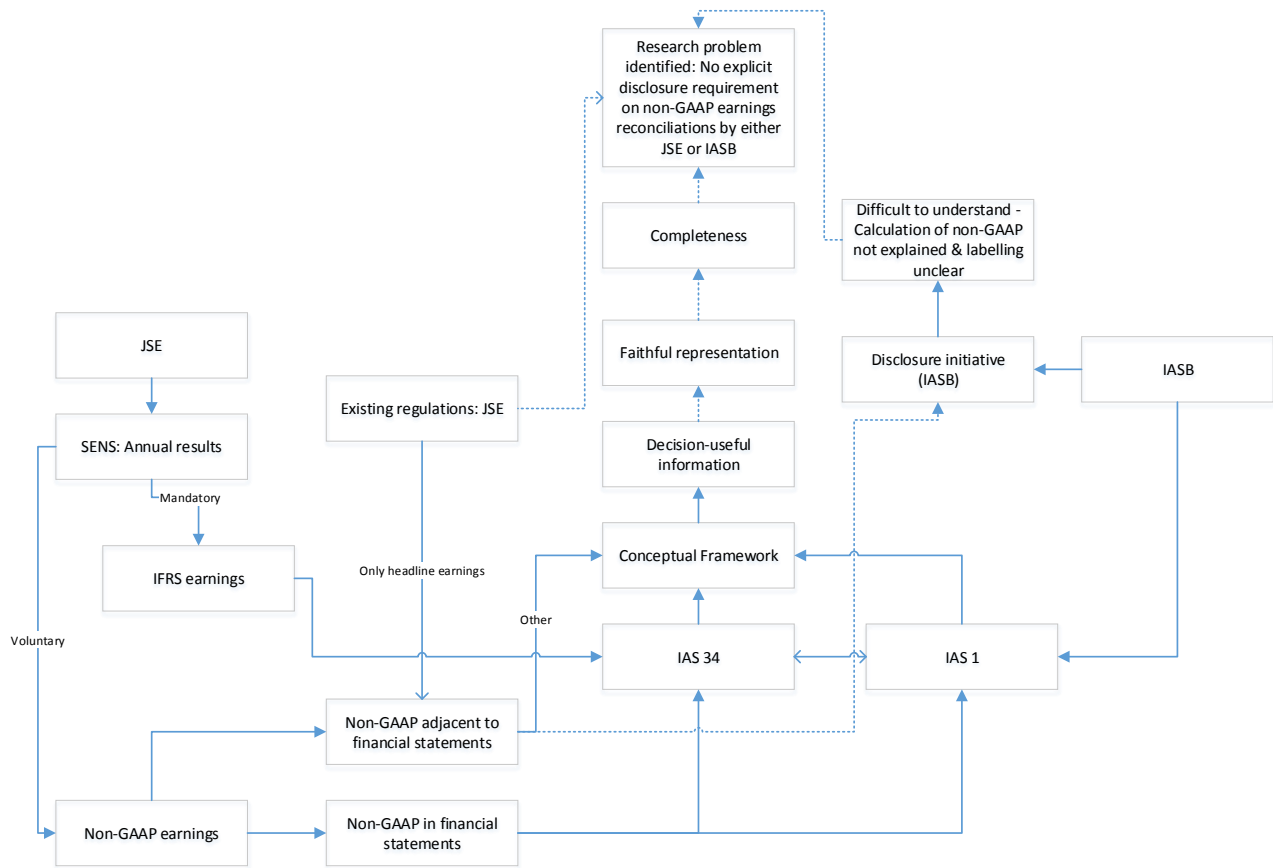 Research problem
identified: No explicit
disclosure requirement
on non-GAAP earnings
reconciliations by either
JSE or IASB
Difficult to understand -
Calculation of non-GAAP
not explained & labelling
unclear
Completeness
JSE
Faithful representation
Disclosure initiative
(IASB)
IASB
Existing regulations: JSE
SENS: Annual results
Decision-useful
information
Mandatory
Conceptual Framework
IFRS earnings
Only headline earnings
Other
Voluntary
IAS 34
IAS 1
Non-GAAP adjacent to
financial statements
Non-GAAP earnings
Non-GAAP in financial
statements